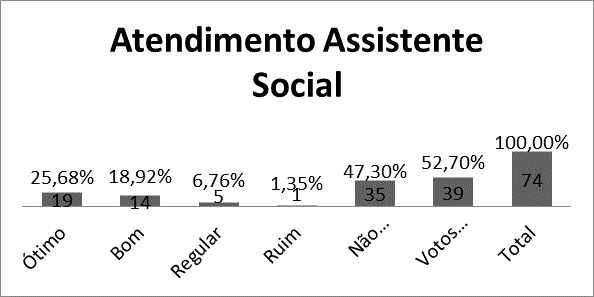 Atendimento Assistente
Social
25,68% 18,92% 6,76% 1,35% 47,30% 52,70% 100,00%
19 14 5 1 35 39 74
Ótimo Bom Regular Ruim Não... Votos... Total